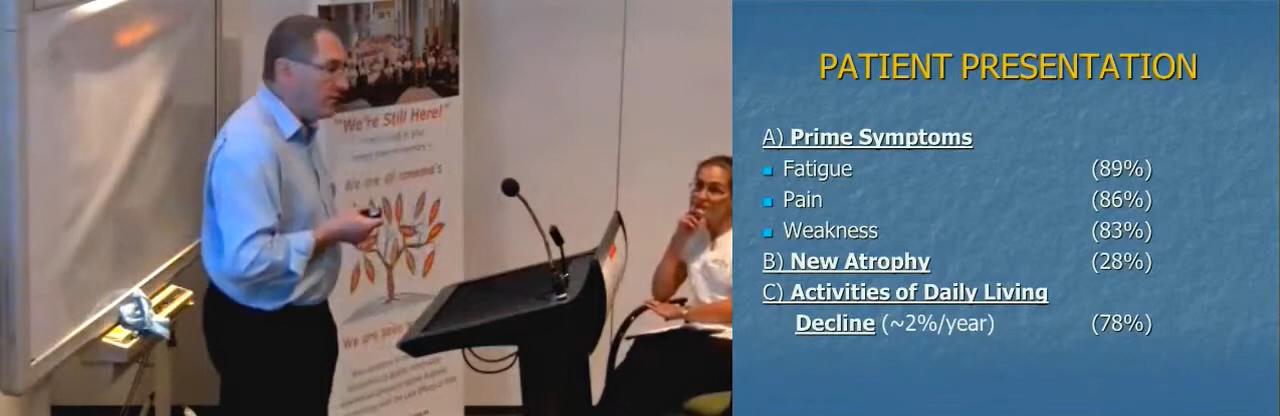 "We're Still Here!"
We are all someone's
PATIENT PRESENTATION
A) Prime Symptoms
Fatigue (89%)
Pain (86%)
Weakness (83%)
B) New Atrophy (28%)
C) Activities of Daily Living
Decline (~2%/year) (78%)